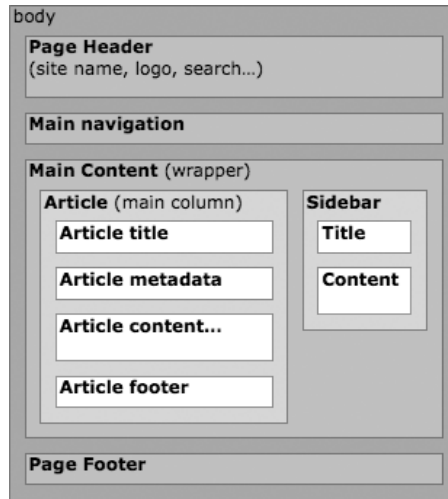 body
Page Header
(site name, logo, search…)
Main navigation
Main Content (wrapper)
Article (main column)
Article title
Article metadata
Article content…
Article footer
Sidebar
Title
Content
Page Footer